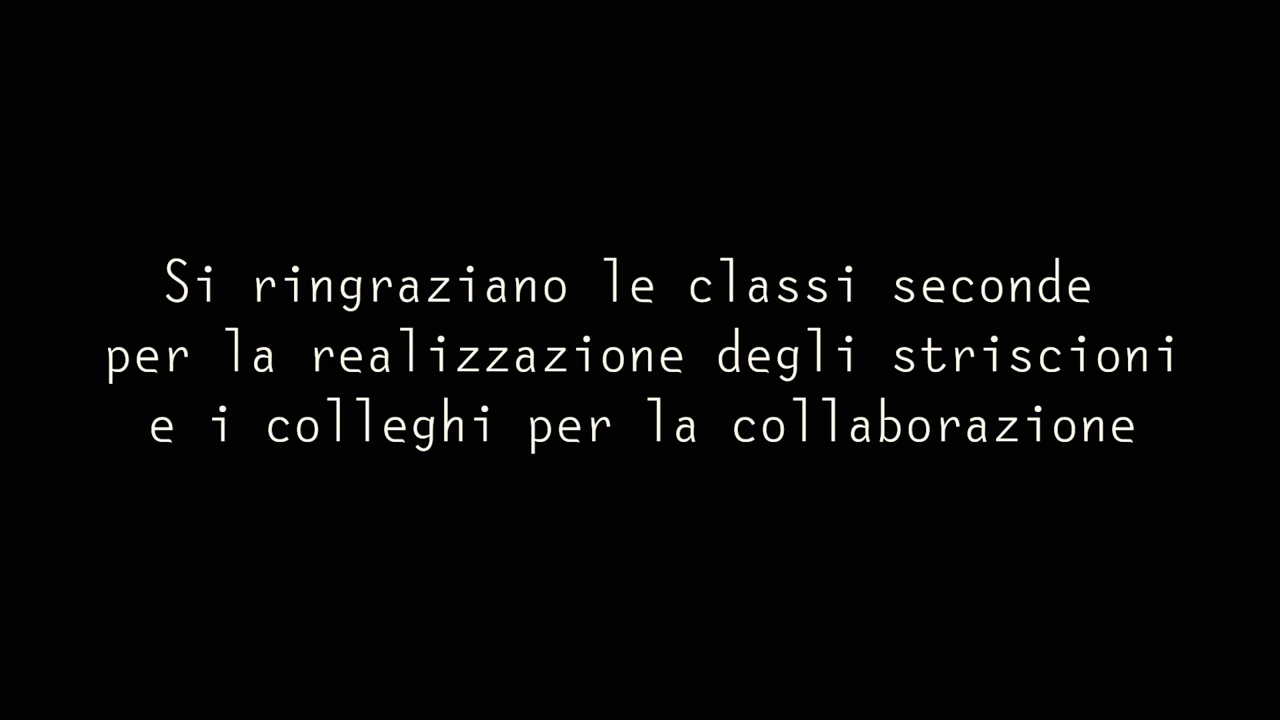 Si ringraziano le classi seconde
per la realizzazione degli striscioni
e i colleghi per la collaborazione